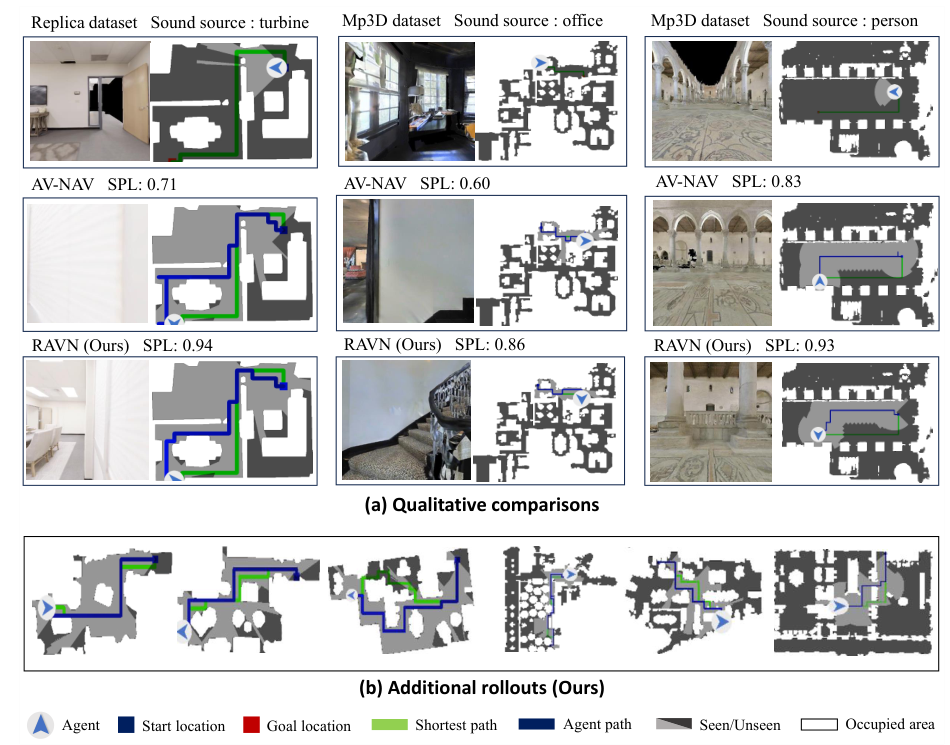 Replica dataset Sound source : turbine
Mp3D dataset Sound source : office
Mp3D dataset Sound source : person
AV-NAV SPL: 0.71
AV-NAV SPL: 0.60
AV-NAV SPL: 0.83
RAVN (Ours) SPL: 0.94
RAVN (Ours) SPL: 0.86
RAVN (Ours) SPL: 0.93
(a) Qualitative comparisons
(b) Additional rollouts (Ours)
Agent Start location Goal location Shortest path Agent path Seen/Unseen Occupied area